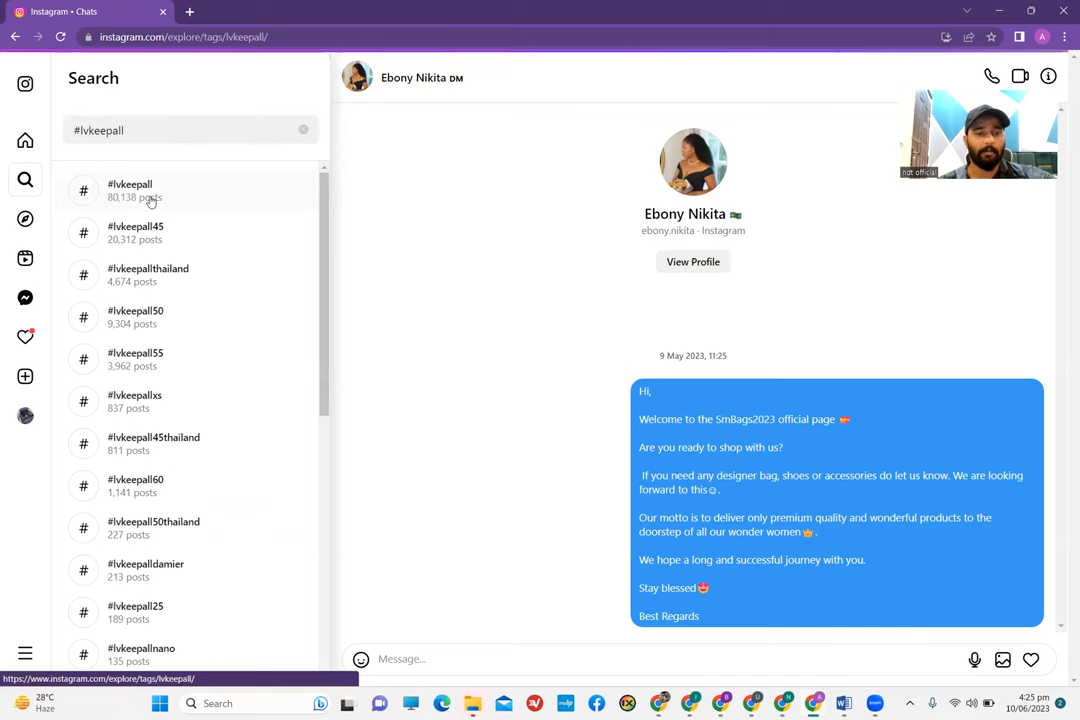 Instagram • Chats
instagram.com/explore/tags/lvkeepall/
A
Search
#lvkeepall
#lvkeepall
80,138 posts
#lvkeepall45
20,312 posts
#lvkeepallthailand
4,674 posts
#lvkeepall50
9,304 posts
#lvkeepall55
3,962 posts
#lvkeepallxs
837 posts
#lvkeepall45thailand
811 posts
#lvkeepall60
1,141 posts
#lvkeepall50thailand
227 posts
#lvkeepalldamier
213 posts
#lvkeepall25
189 posts
#lvkeepallnano
135 posts
https://www.instagram.com/explore/tags/lvkeepall/
Ebony Nikita DM
ndt official
Ebony Nikita
ebony.nikita · Instagram
View Profile
9 May 2023, 11:25
Hi,
Welcome to the SmBags2023 official page
Are you ready to shop with us?
If you need any designer bag, shoes or accessories do let us know. We are looking
forward to this☺.
Our motto is to deliver only premium quality and wonderful products to the
doorstep of all our wonder women 👑.
We hope a long and successful journey with you.
Stay blessed😍
Best Regards
Message...
28°C
Haze
Search
4:25 pm
10/06/2023